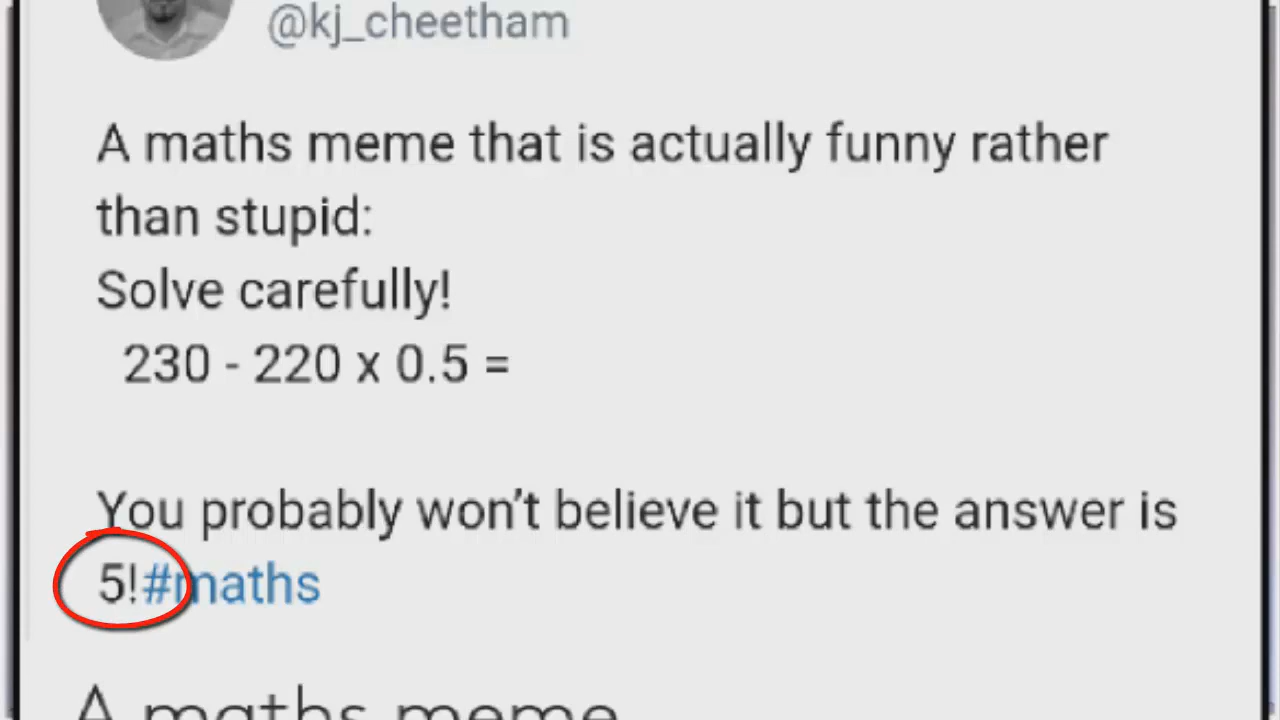 @kj_cheetham
A maths meme that is actually funny rather
than stupid:
Solve carefully!
230 - 220 x 0.5 =
You probably won't believe it but the answer is
5!#maths
A maths meme